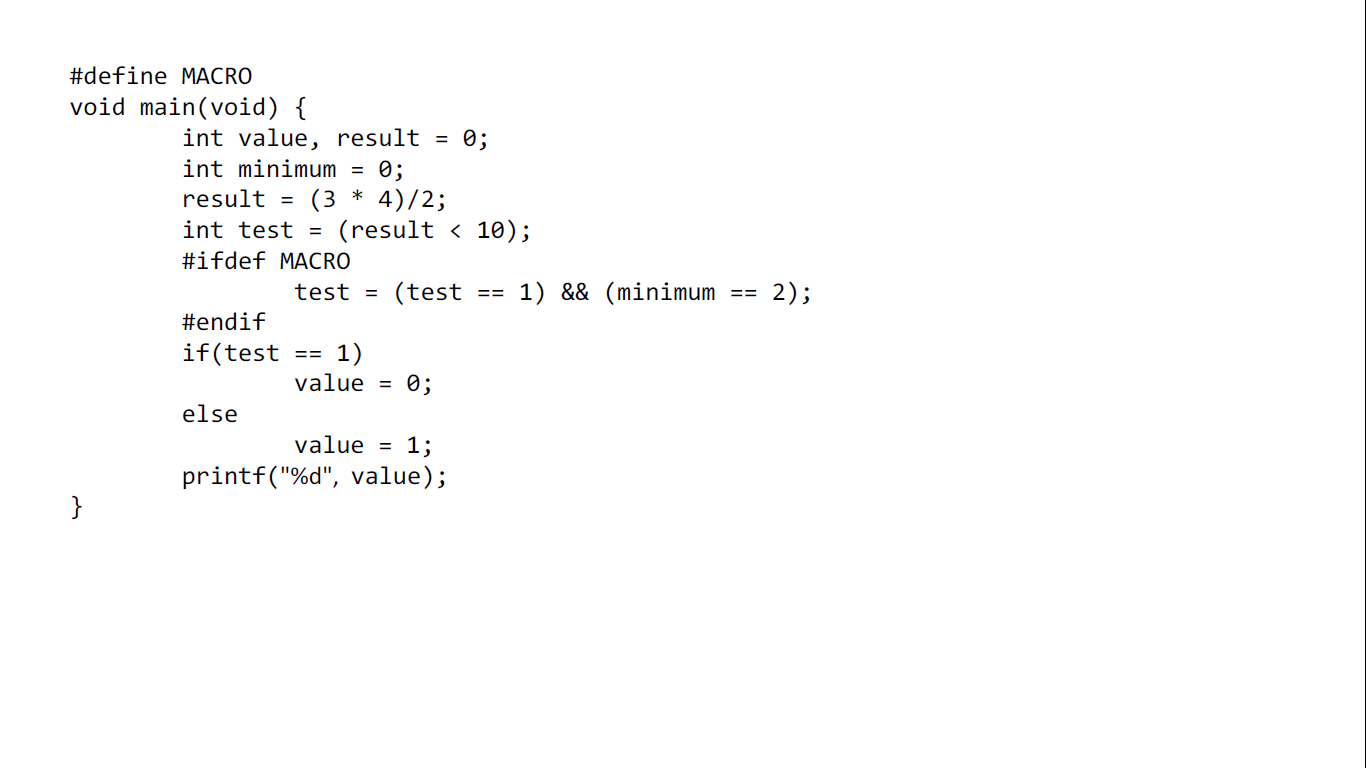 #define MACRO
void main(void) {
int value, result = 0;
int minimum = 0;
result = (3 * 4)/2;
int test = (result < 10);
#ifdef MACRO
test = (test == 1) && (minimum == 2);
#endif
if(test == 1)
value = 0;
else
value = 1;
printf("%d", value);
}